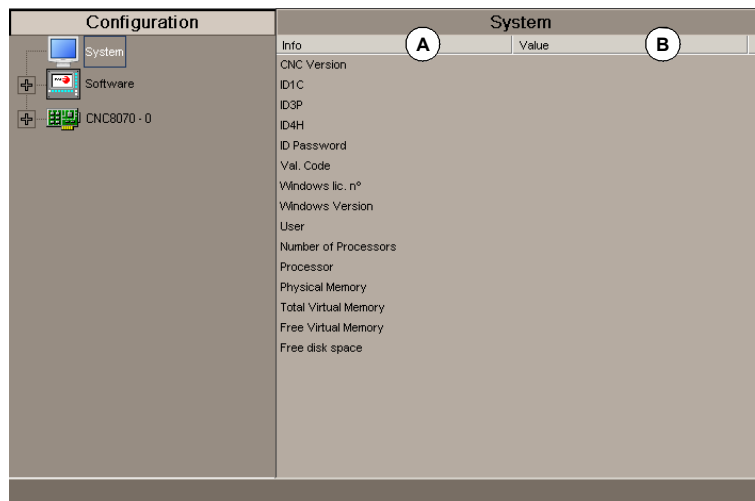 Configuration
System
Software
CNC8070 - 0
System
Info A Value B
CNC Version
ID1C
ID3P
ID4H
ID Password
Val. Code
Windows lic. nº
Windows Version
User
Number of Processors
Processor
Physical Memory
Total Virtual Memory
Free Virtual Memory
Free disk space